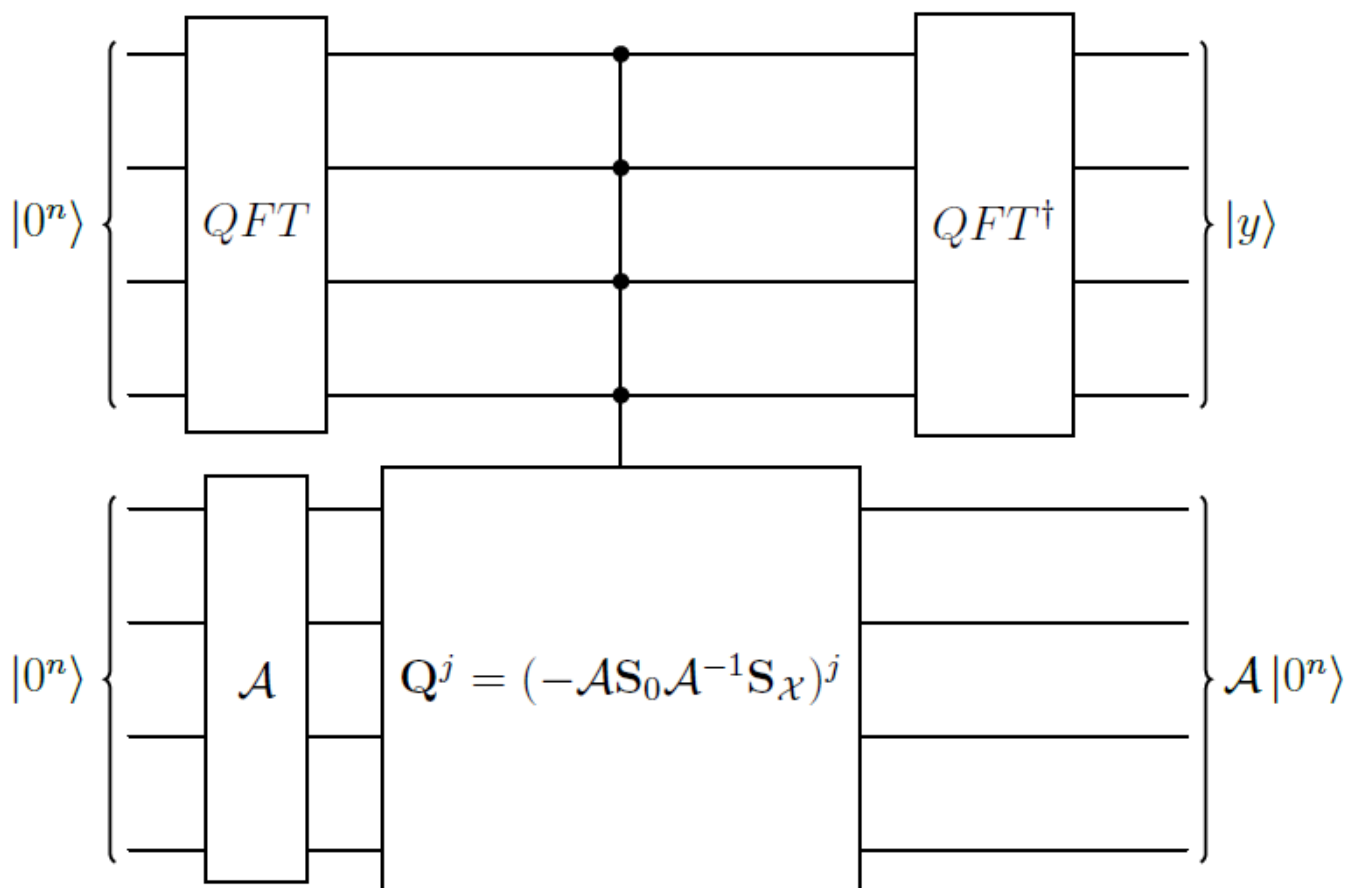 |0ⁿ⟩ QFT QFT† |y⟩
|0ⁿ⟩ 𝒜 𝐐ʲ = (−𝒜𝐒₀𝒜⁻¹𝐒_𝒳)ʲ 𝒜|0ⁿ⟩